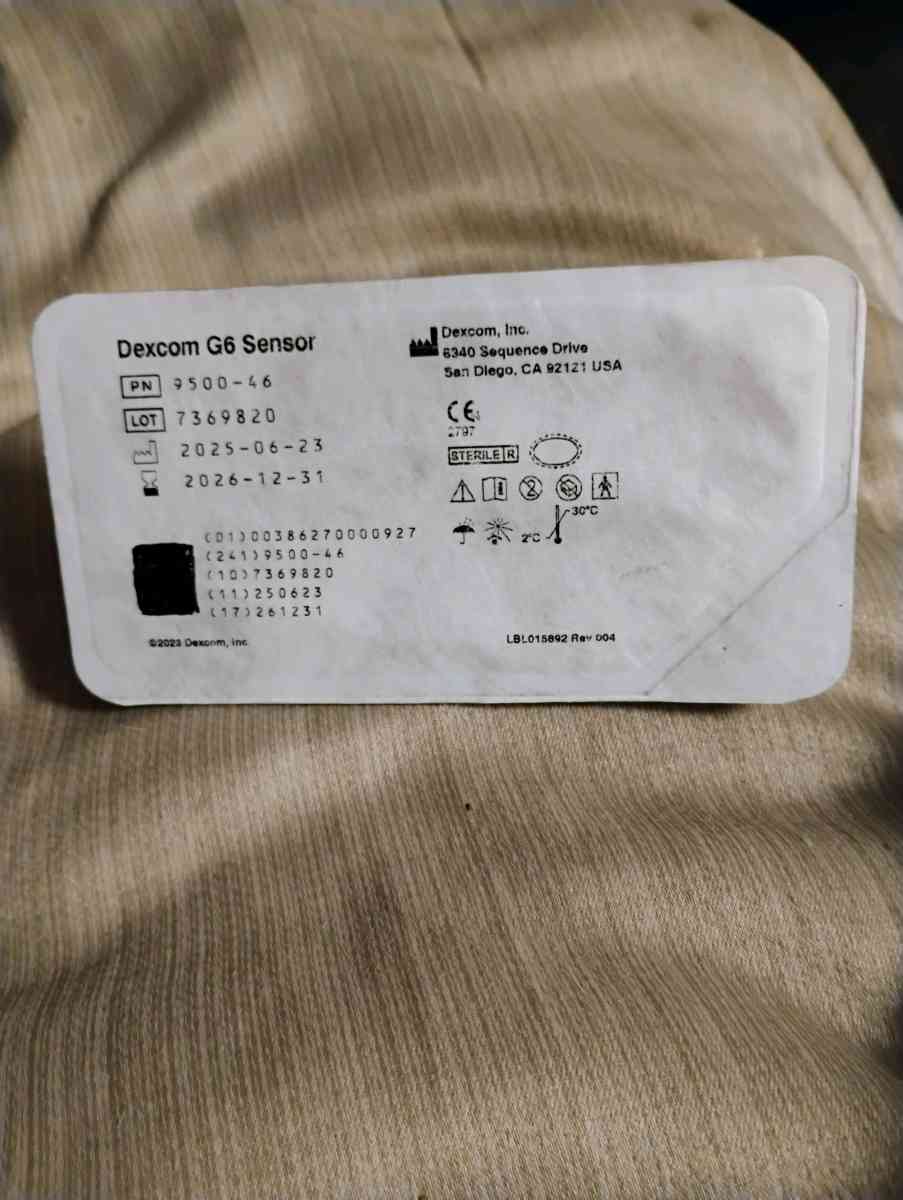 Dexcom G6 Sensor
PN 9500-46
LOT 7369820
2025-06-23
2026-12-31
(01)00386270000927
(241)9500-46
(10)7369820
(11)250623
(17)261231
©2023 Dexcom, Inc.
Dexcom, Inc.
6340 Sequence Drive
San Diego, CA 92121 USA
CE
2797
STERILE R
30°C
2°C
LBL015892 Rev 004